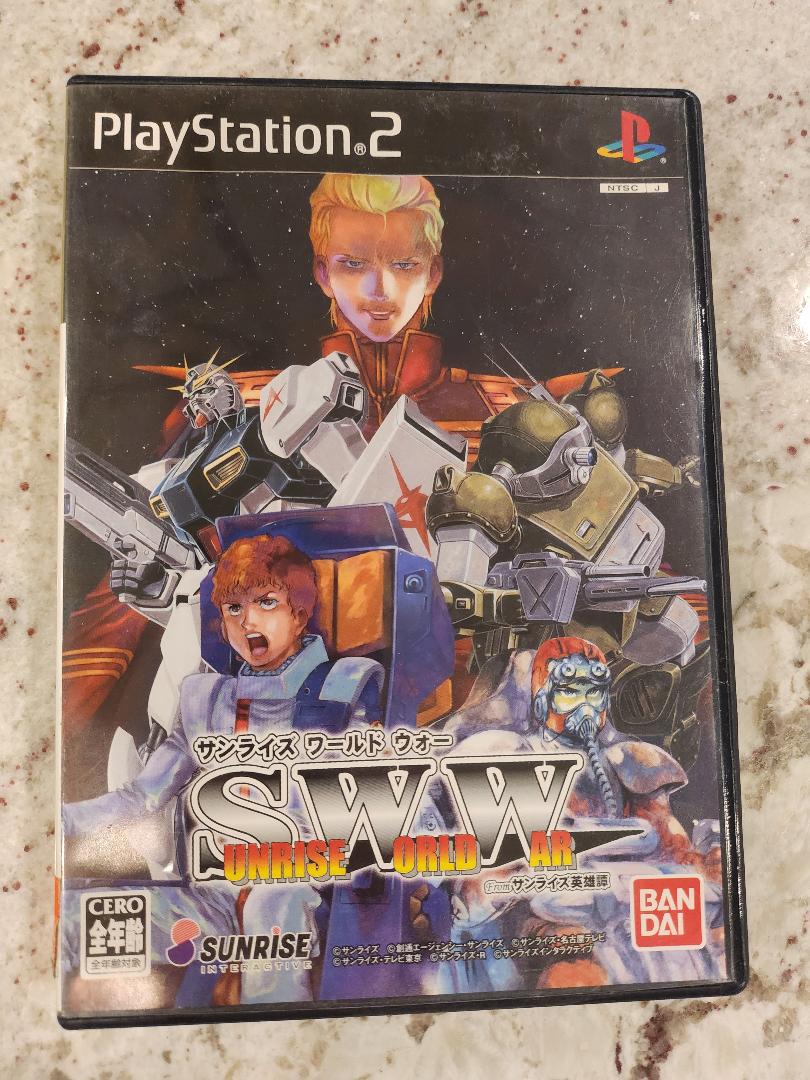 PlayStation®2
®
NTSC J
サンライズ ワールド ウォー
SUNRISE WORLD WAR
From サンライズ英雄譚
BAN
DAI
CERO
全年齢
全年齢対象
SUNRISE
INTERACTIVE
©サンライズ ©創通エージェンシー・サンライズ ©サンライズ・名古屋テレビ
©サンライズ・テレビ東京 ©サンライズ・R ©サンライズインタラクティブ